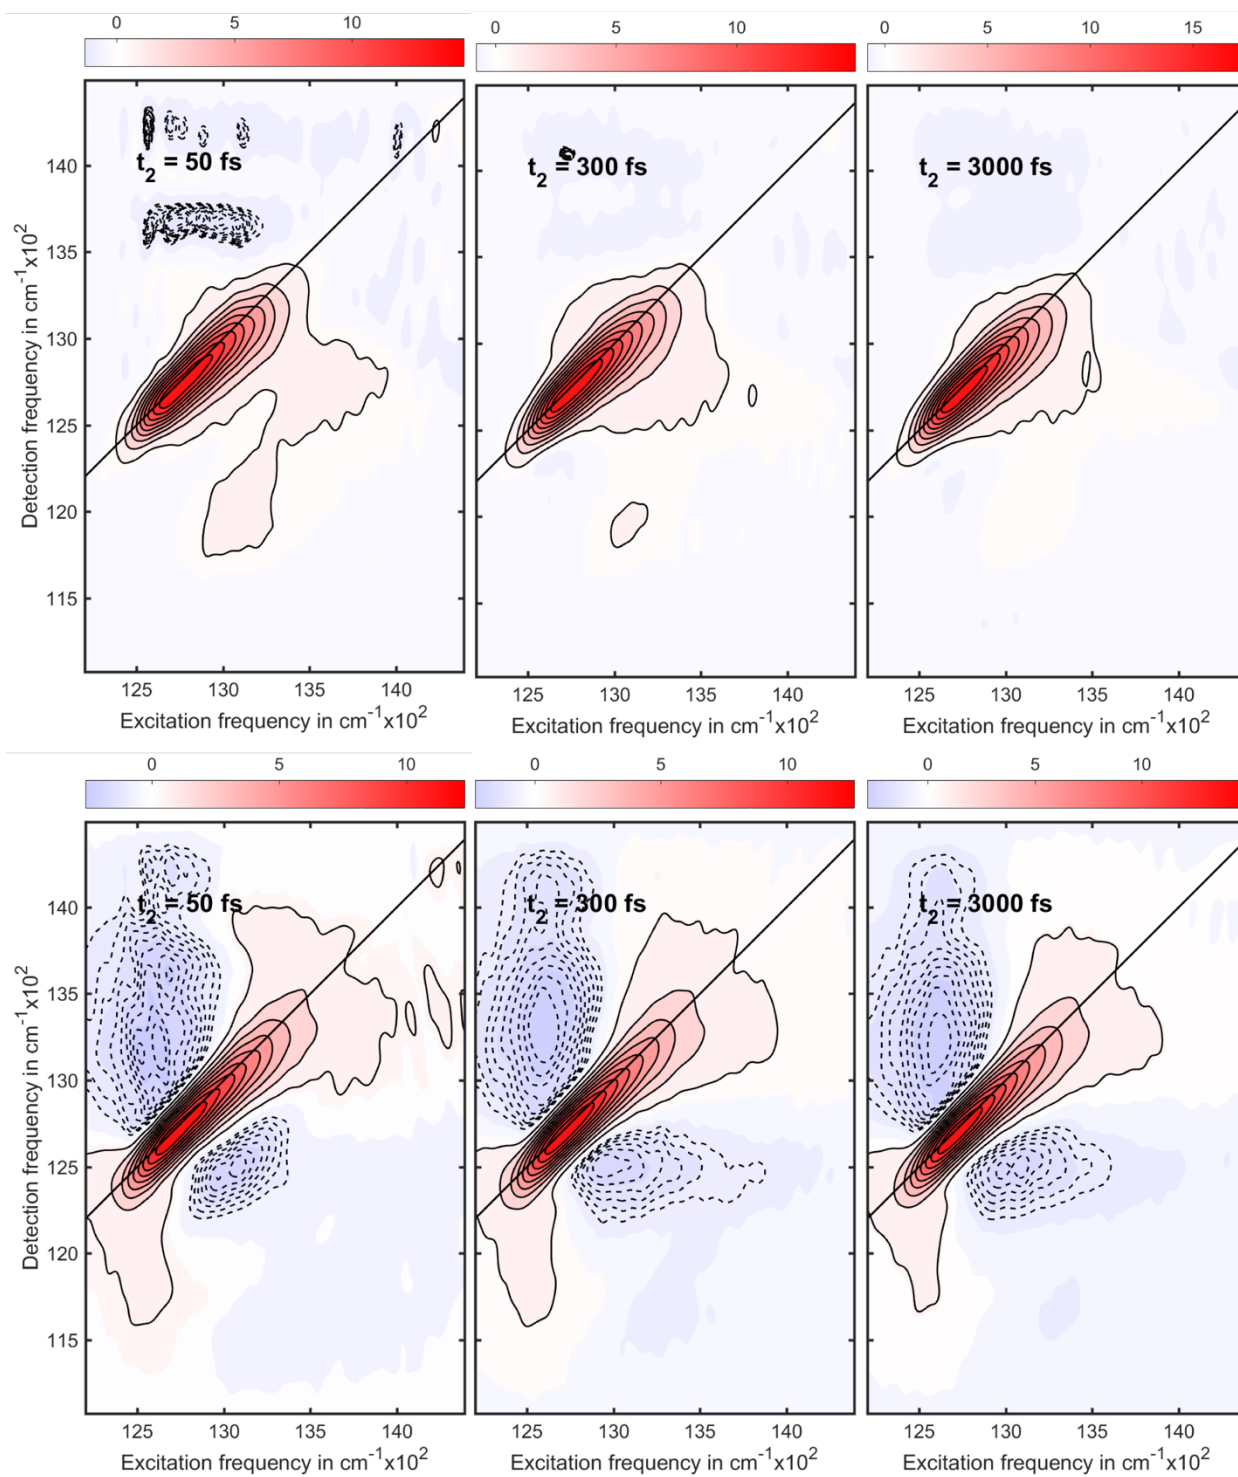 0 5 10
0 5 10
0 5 10 15
t2 = 50 fs
t2 = 300 fs
t2 = 3000 fs
Detection frequency in cm-1x102
140
135
130
125
120
115
125 130 135 140
125 130 135 140
125 130 135 140
Excitation frequency in cm-1x102
Excitation frequency in cm-1x102
Excitation frequency in cm-1x102
0 5 10
0 5 10
0 5 10
t2 = 50 fs
t2 = 300 fs
t2 = 3000 fs
Detection frequency in cm-1x102
140
135
130
125
120
115
125 130 135 140
125 130 135 140
125 130 135 140
Excitation frequency in cm-1x102
Excitation frequency in cm-1x102
Excitation frequency in cm-1x102